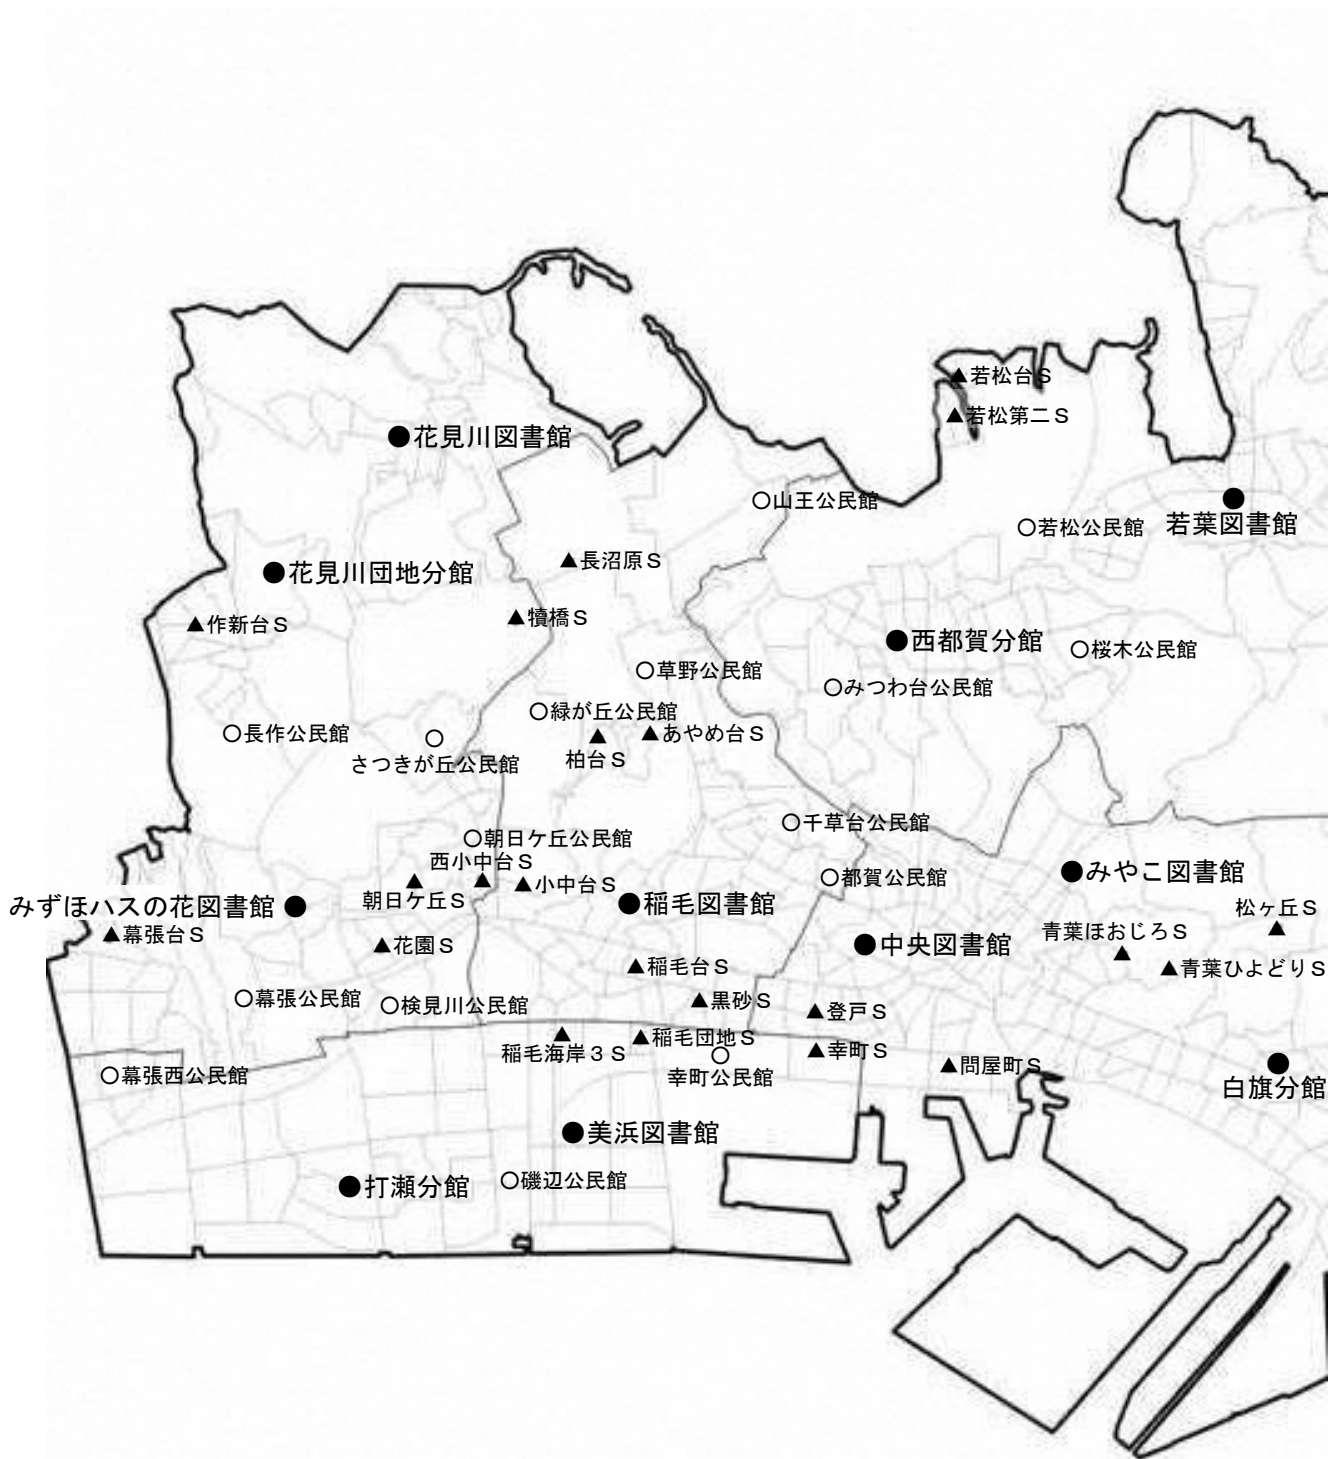 ▲若松台Ｓ
●花見川図書館
▲若松第二Ｓ
○山王公民館
○若松公民館
若葉図書館
▲長沼原Ｓ
●花見川団地分館
▲作新台Ｓ
▲犢橋Ｓ
●西都賀分館
○桜木公民館
○草野公民館
○みつわ台公民館
○緑が丘公民館
○長作公民館
▲あやめ台Ｓ
さつきが丘公民館
柏台Ｓ
○千草台公民館
○朝日ケ丘公民館
西小中台Ｓ
●みやこ図書館
○都賀公民館
▲小中台Ｓ
朝日ケ丘Ｓ
みずほハスの花図書館●
●稲毛図書館
松ヶ丘Ｓ
▲幕張台Ｓ
▲花園Ｓ
●中央図書館
青葉ほおじろＳ
▲稲毛台Ｓ
▲青葉ひよどりＳ
○幕張公民館
○検見川公民館
▲黒砂Ｓ
▲登戸Ｓ
▲稲毛団地Ｓ
稲毛海岸３Ｓ
▲幸町Ｓ
▲問屋町Ｓ
○幕張西公民館
幸町公民館
白旗分館
●美浜図書館
●打瀬分館
○磯辺公民館